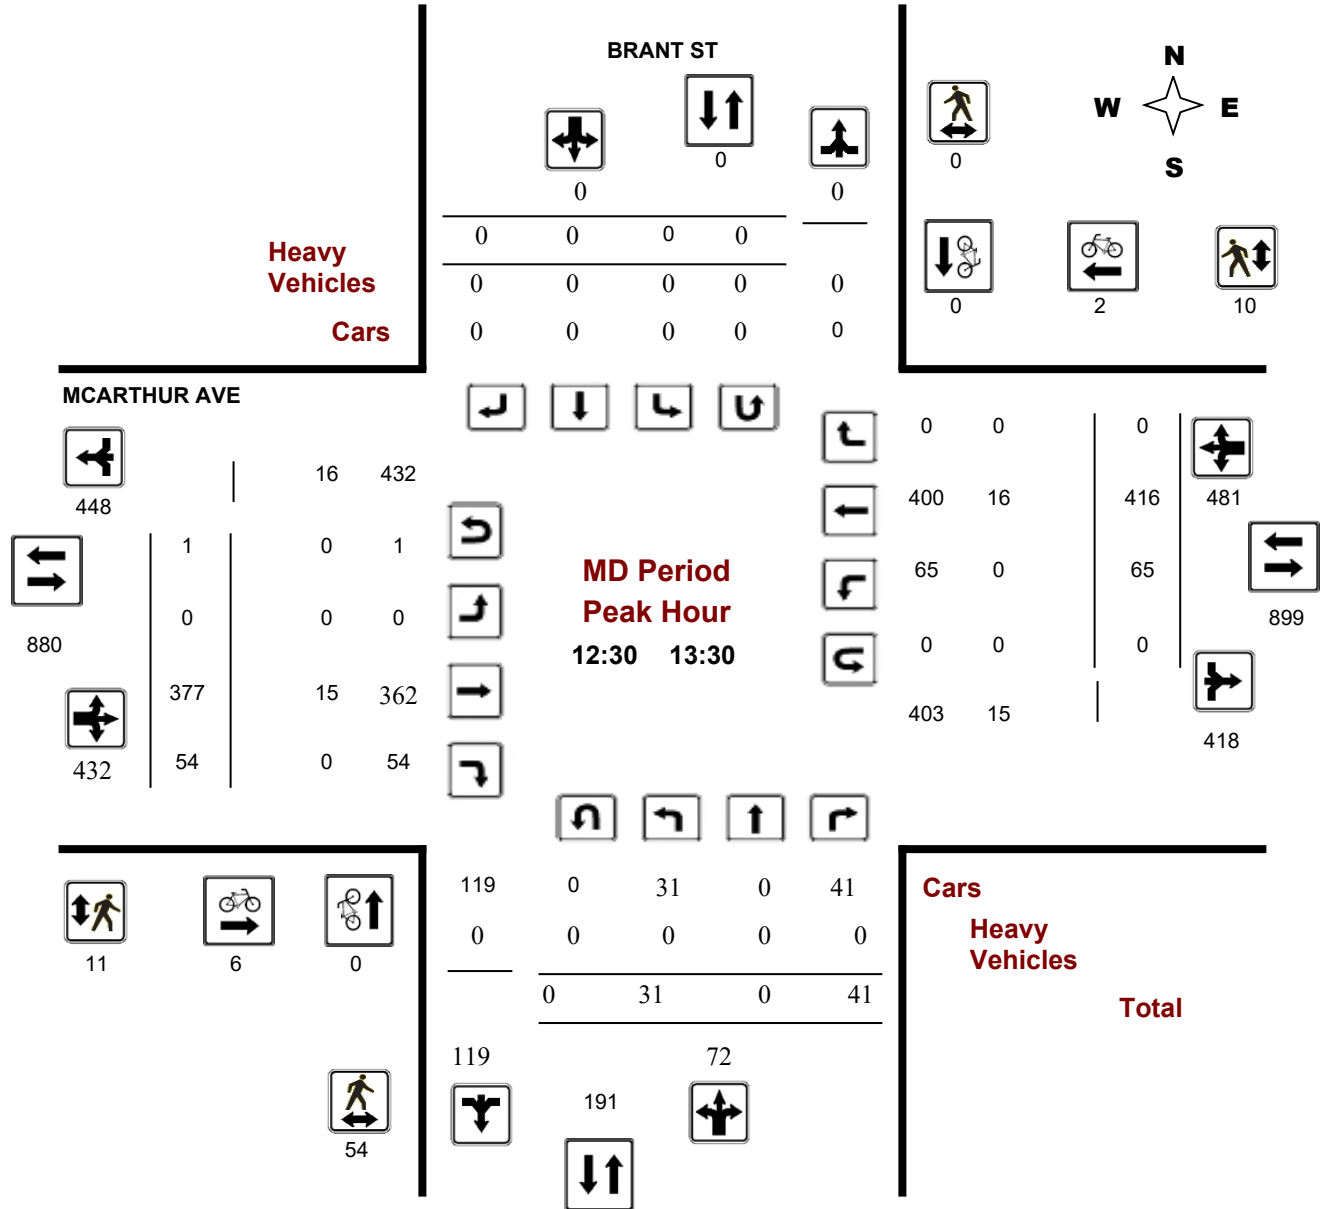 BRANT ST
N
W E
S
0
0
0 0
0
0 0 0 0
Heavy
Vehicles
0 0 0 0 0
0 2 10
Cars
0 0 0 0 0
MCARTHUR AVE
448
16 432
1 0 1
0 0 0
880
377 15 362
432
54 0 54
MD Period
Peak Hour
12:30 13:30
0 0 0
481
400 16 416
65 0 65
899
0 0 0
403 15
418
119 0 31 0 41
Cars
0 0 0 0 0
Heavy
Vehicles
11 6 0
0 31 0 41
Total
119 72
191
54